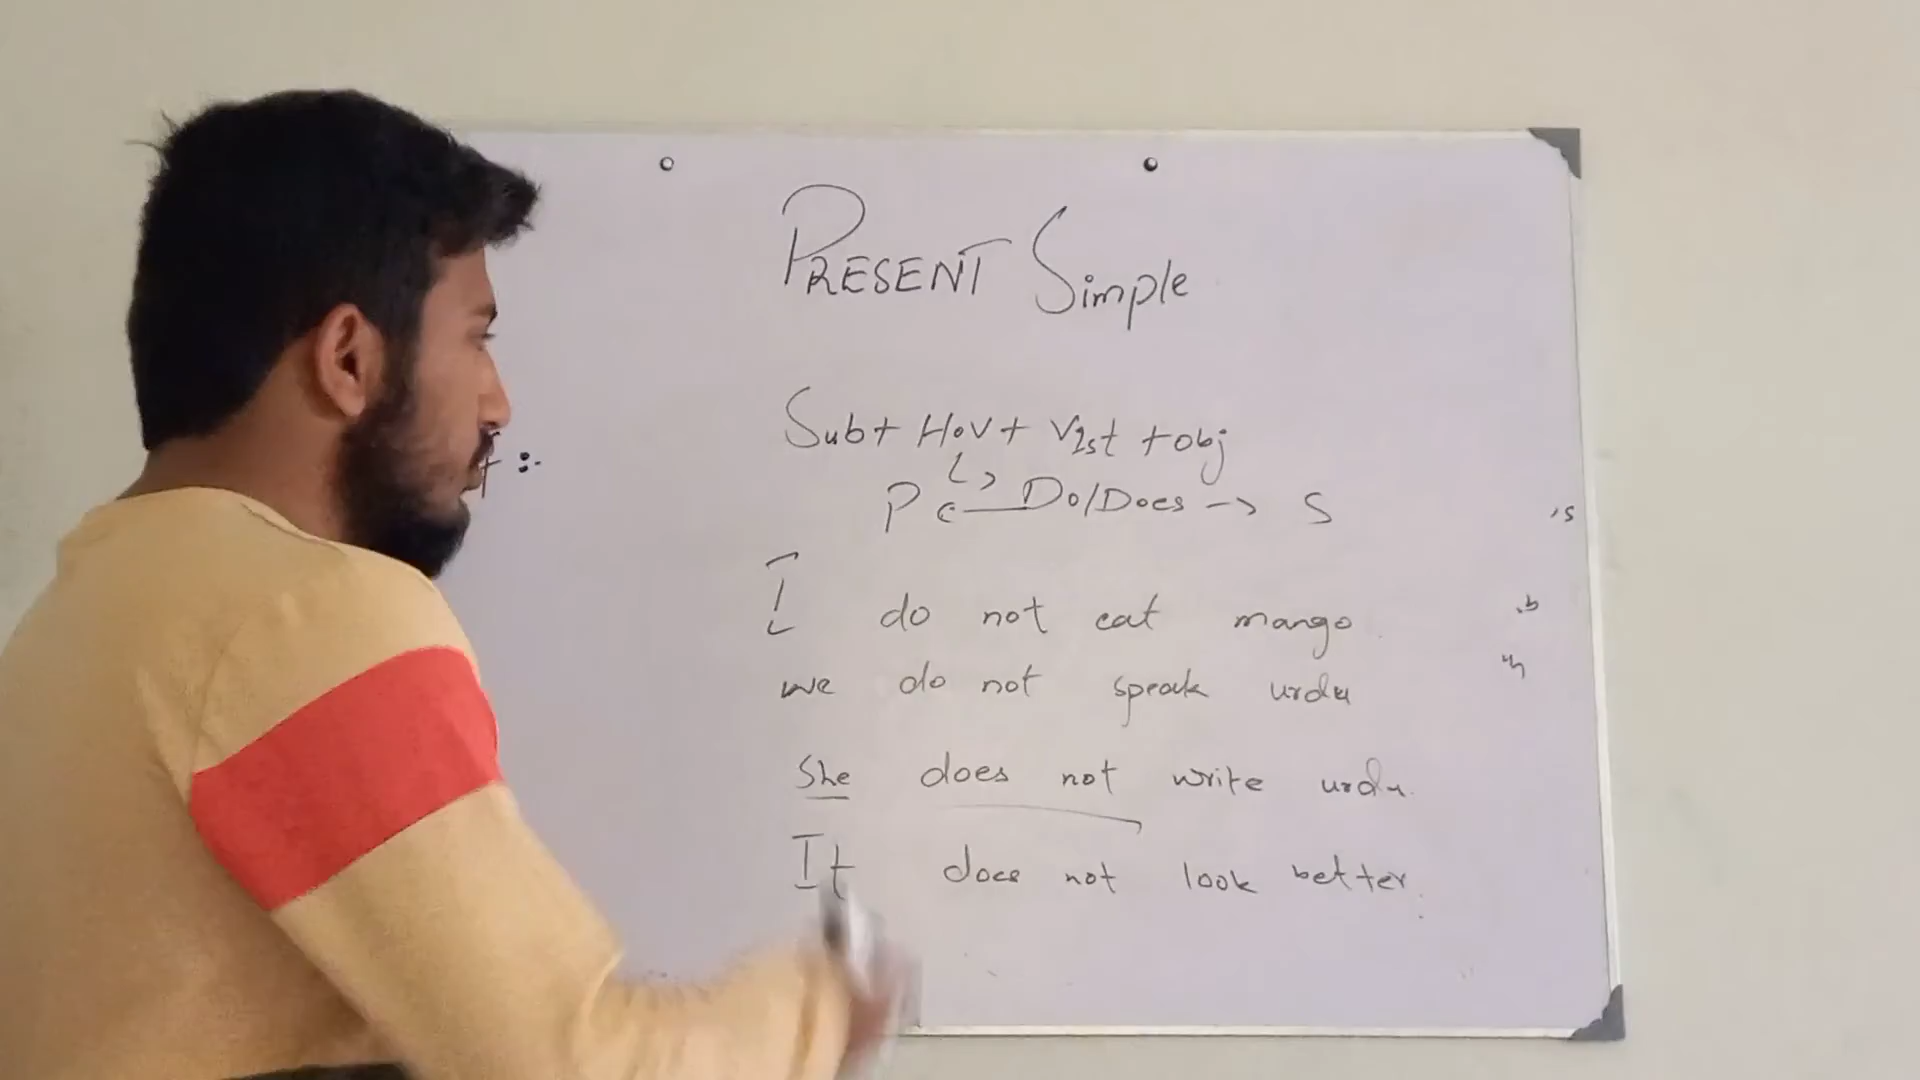 PRESENT Simple
Sub + H.V + V1st + obj
P ← Do/Does → S
I do not eat mango.
we do not speak urdu
She does not write urdu.
It does not look better.